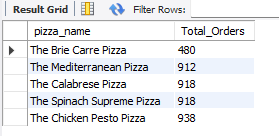 Result Grid Filter Rows:
pizza_name Total_Orders
The Brie Carre Pizza 480
The Mediterranean Pizza 912
The Calabrese Pizza 918
The Spinach Supreme Pizza 918
The Chicken Pesto Pizza 938